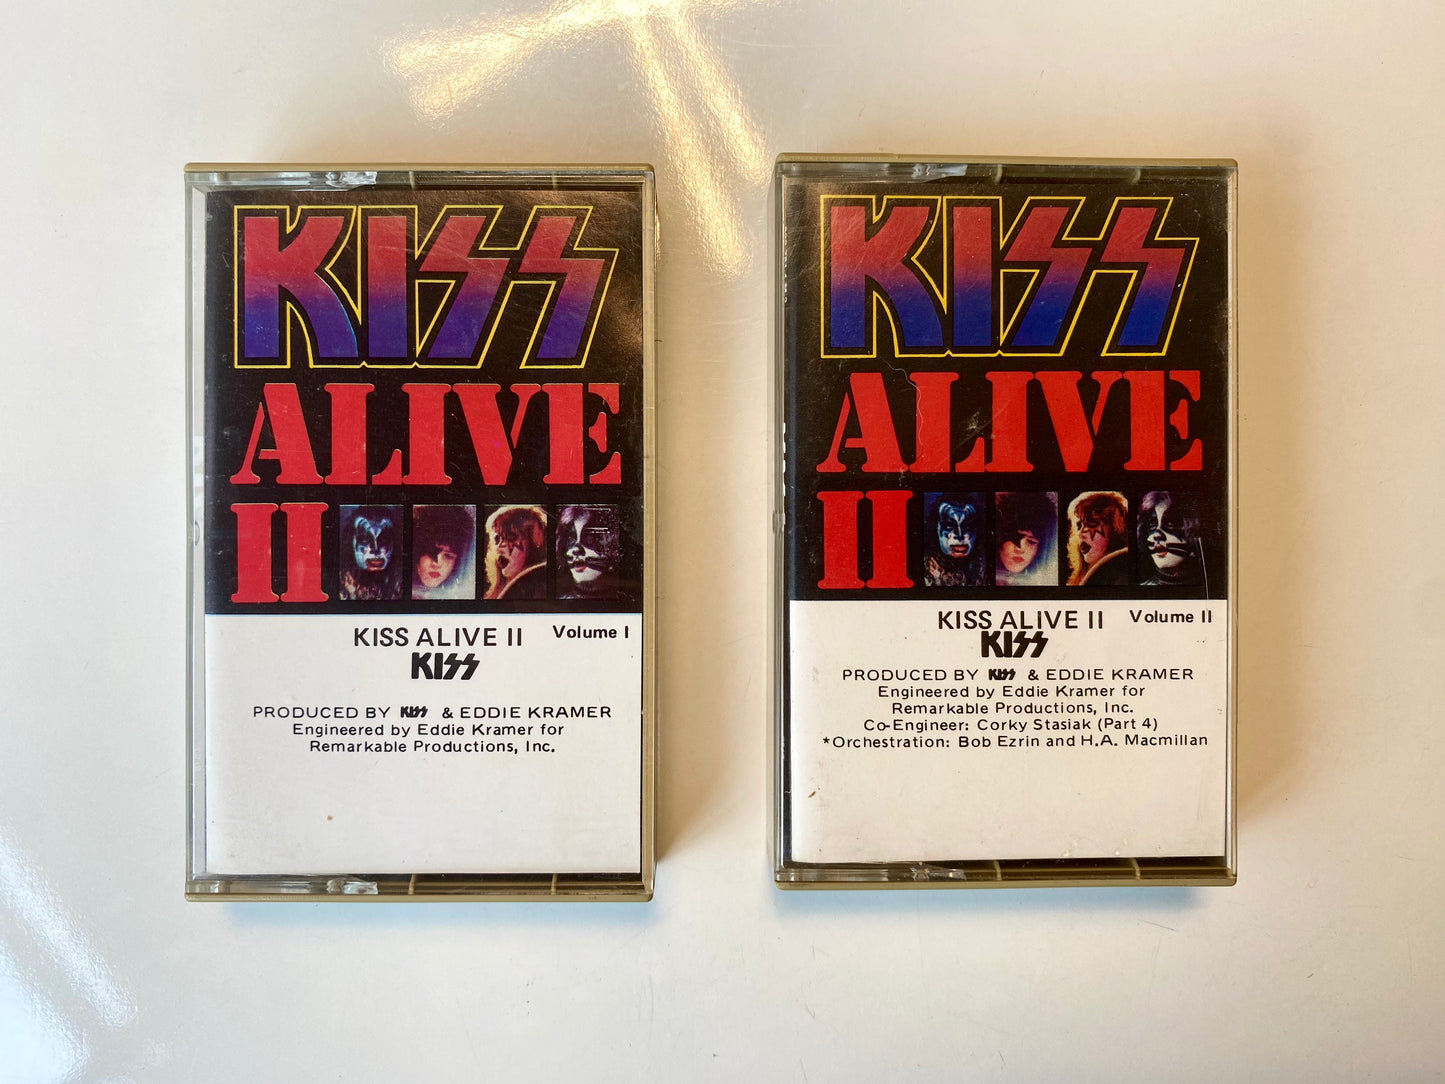 KISS
ALIVE
II
KISS ALIVE II Volume I
KISS
PRODUCED BY KISS & EDDIE KRAMER
Engineered by Eddie Kramer for
Remarkable Productions, Inc.
KISS
ALIVE
II
KISS ALIVE II Volume II
KISS
PRODUCED BY KISS & EDDIE KRAMER
Engineered by Eddie Kramer for
Remarkable Productions, Inc.
Co-Engineer: Corky Stasiak (Part 4)
*Orchestration: Bob Ezrin and H.A. Macmillan